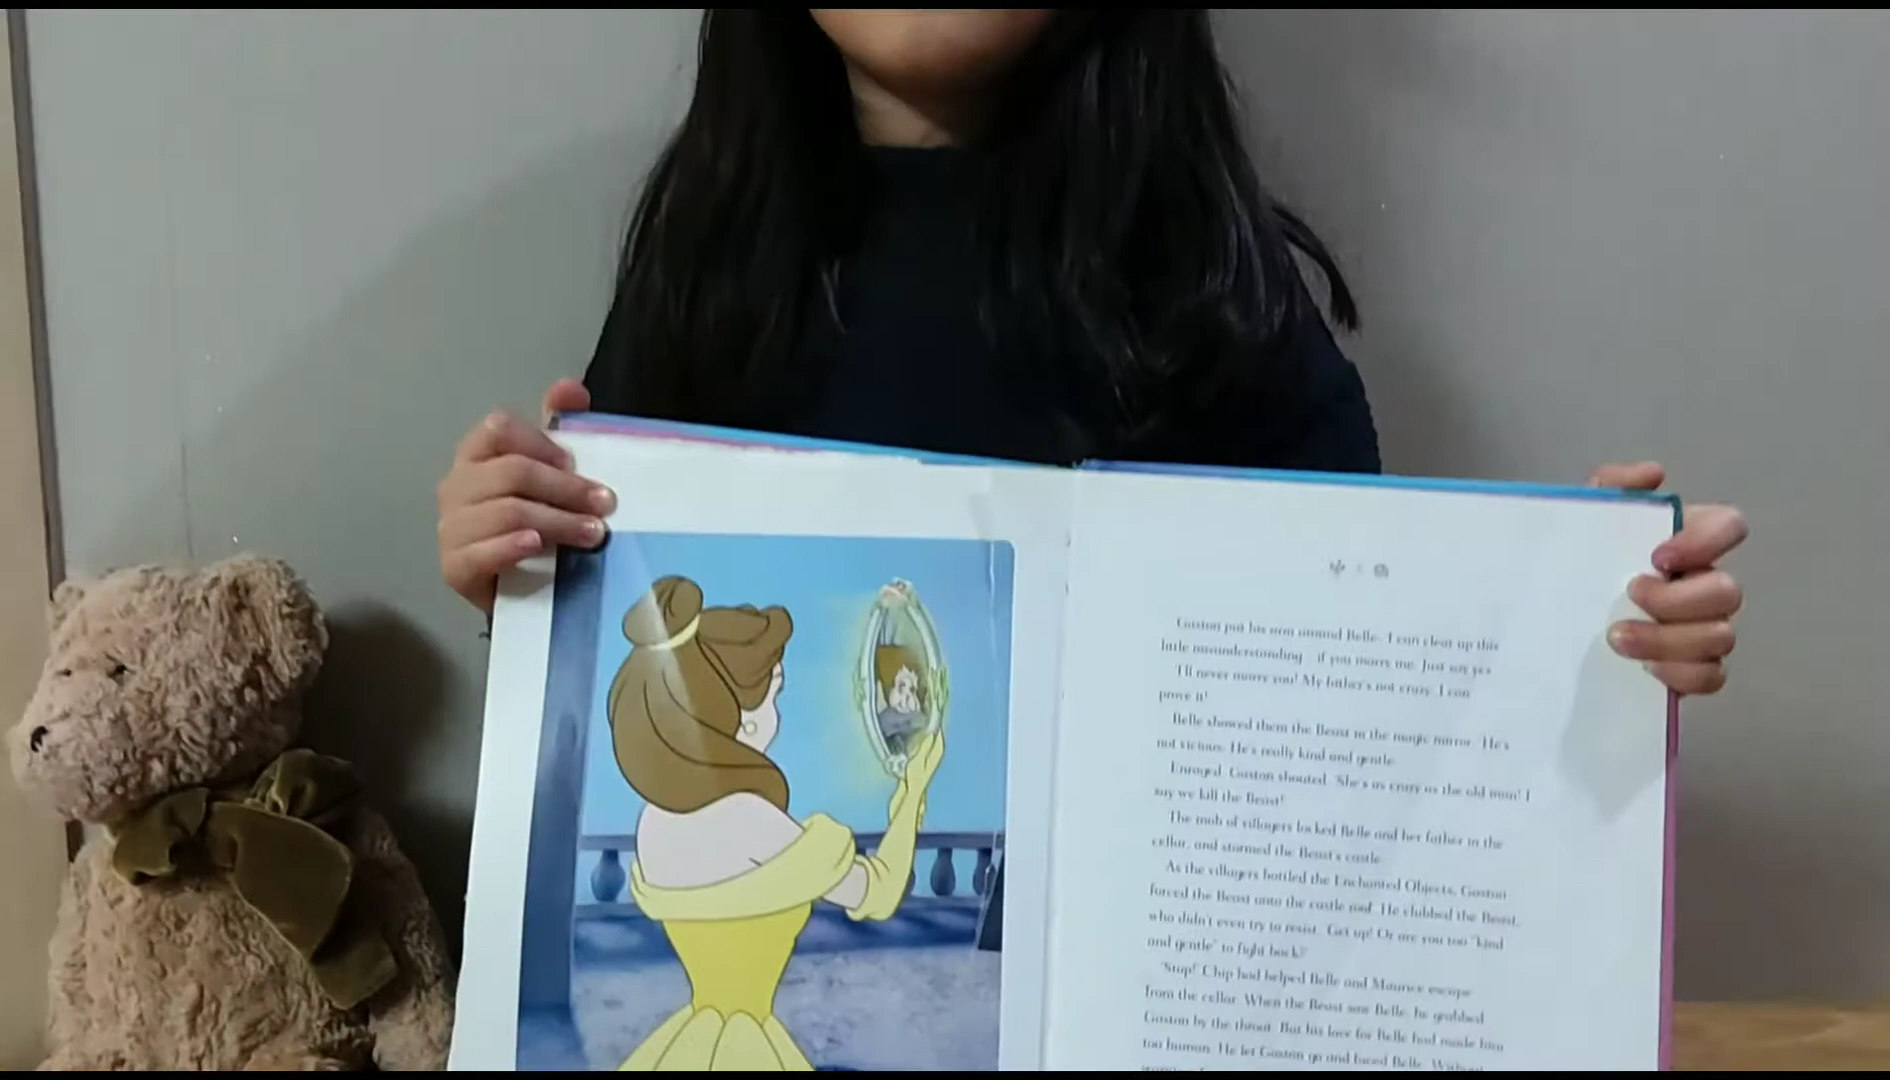 Gaston put his arm around Belle. "I can clear up this
little misunderstanding... if you marry me. Just say yes
"I'll never marry you! My father's not crazy. I can
prove it!"
Belle showed them the Beast in the magic mirror. "He's
not vicious. He's really kind and gentle.
Enraged, Gaston shouted, "She's as crazy as the old man! I
say we kill the Beast!"
The mob of villagers locked Belle and her father in the
cellar, and stormed the Beast's castle.
As the villagers battled the Enchanted Objects, Gaston
forced the Beast onto the castle roof. He clubbed the Beast,
who didn't even try to resist. "Get up! Or are you too "kind
and gentle" to fight back?"
"Stop!" Chip had helped Belle and Maurice escape
from the cellar. When the Beast saw Belle, he grabbed
Gaston by the throat. But his love for Belle had made him
too human. He let Gaston go and faced Belle. Without